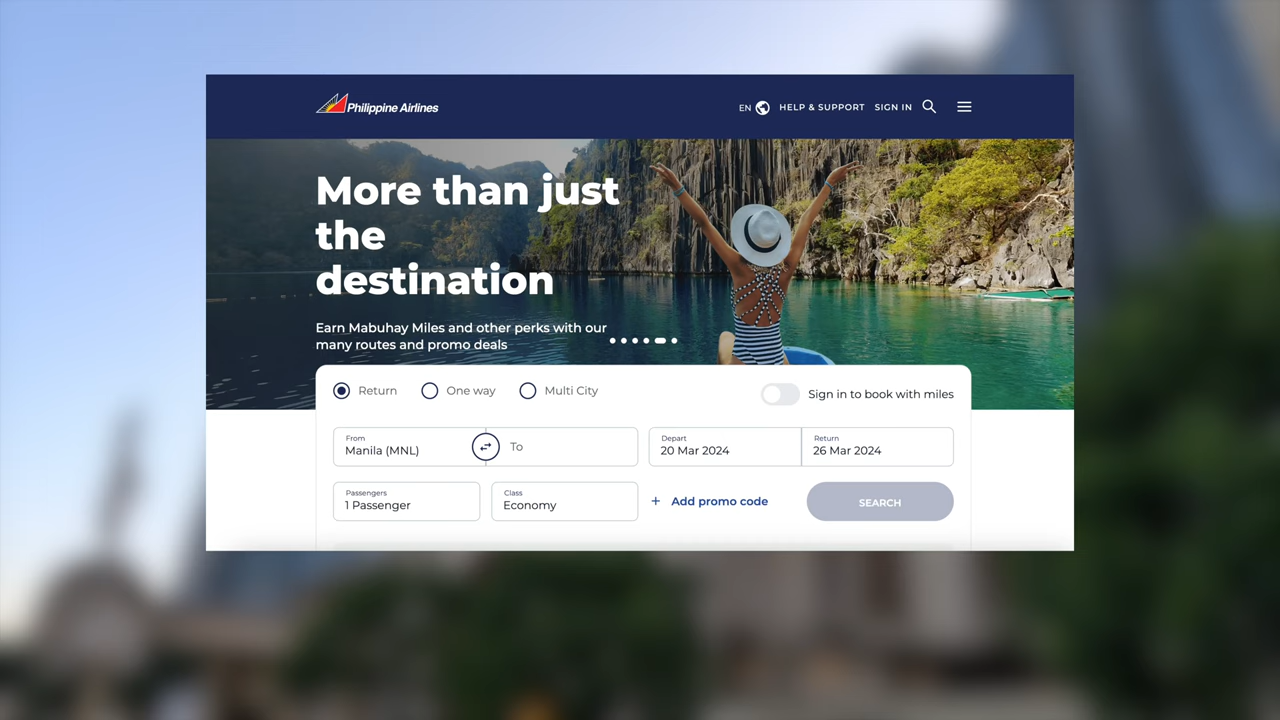 Philippine Airlines
EN HELP & SUPPORT SIGN IN
More than just
the
destination
Earn Mabuhay Miles and other perks with our
many routes and promo deals
Return One way Multi City Sign in to book with miles
From
Manila (MNL)
To
Depart
20 Mar 2024
Return
26 Mar 2024
Passengers
1 Passenger
Class
Economy
+ Add promo code
SEARCH